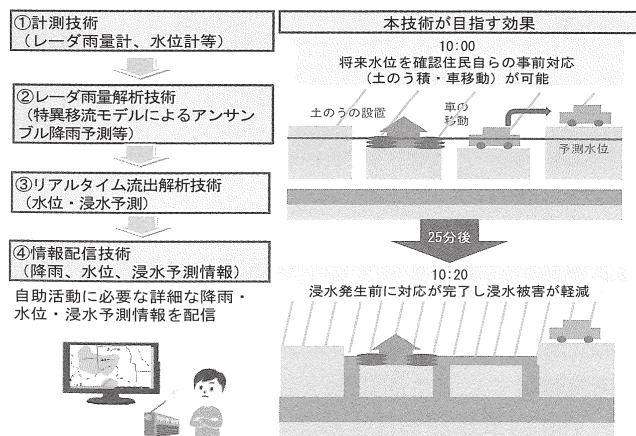 ①計測技術
（レーダ雨量計、水位計等）
②レーダ雨量解析技術
（特異移流モデルによるアンサン
ブル降雨予測等）
③リアルタイム流出解析技術
（水位・浸水予測）
④情報配信技術
（降雨、水位、浸水予測情報）
自助活動に必要な詳細な降雨・
水位・浸水予測情報を配信
本技術が目指す効果
10:00
将来水位を確認住民自らの事前対応
（土のう積・車移動）が可能
土のうの設置
車の
移動
予測水位
25分後
10:20
浸水発生前に対応が完了し浸水被害が軽減